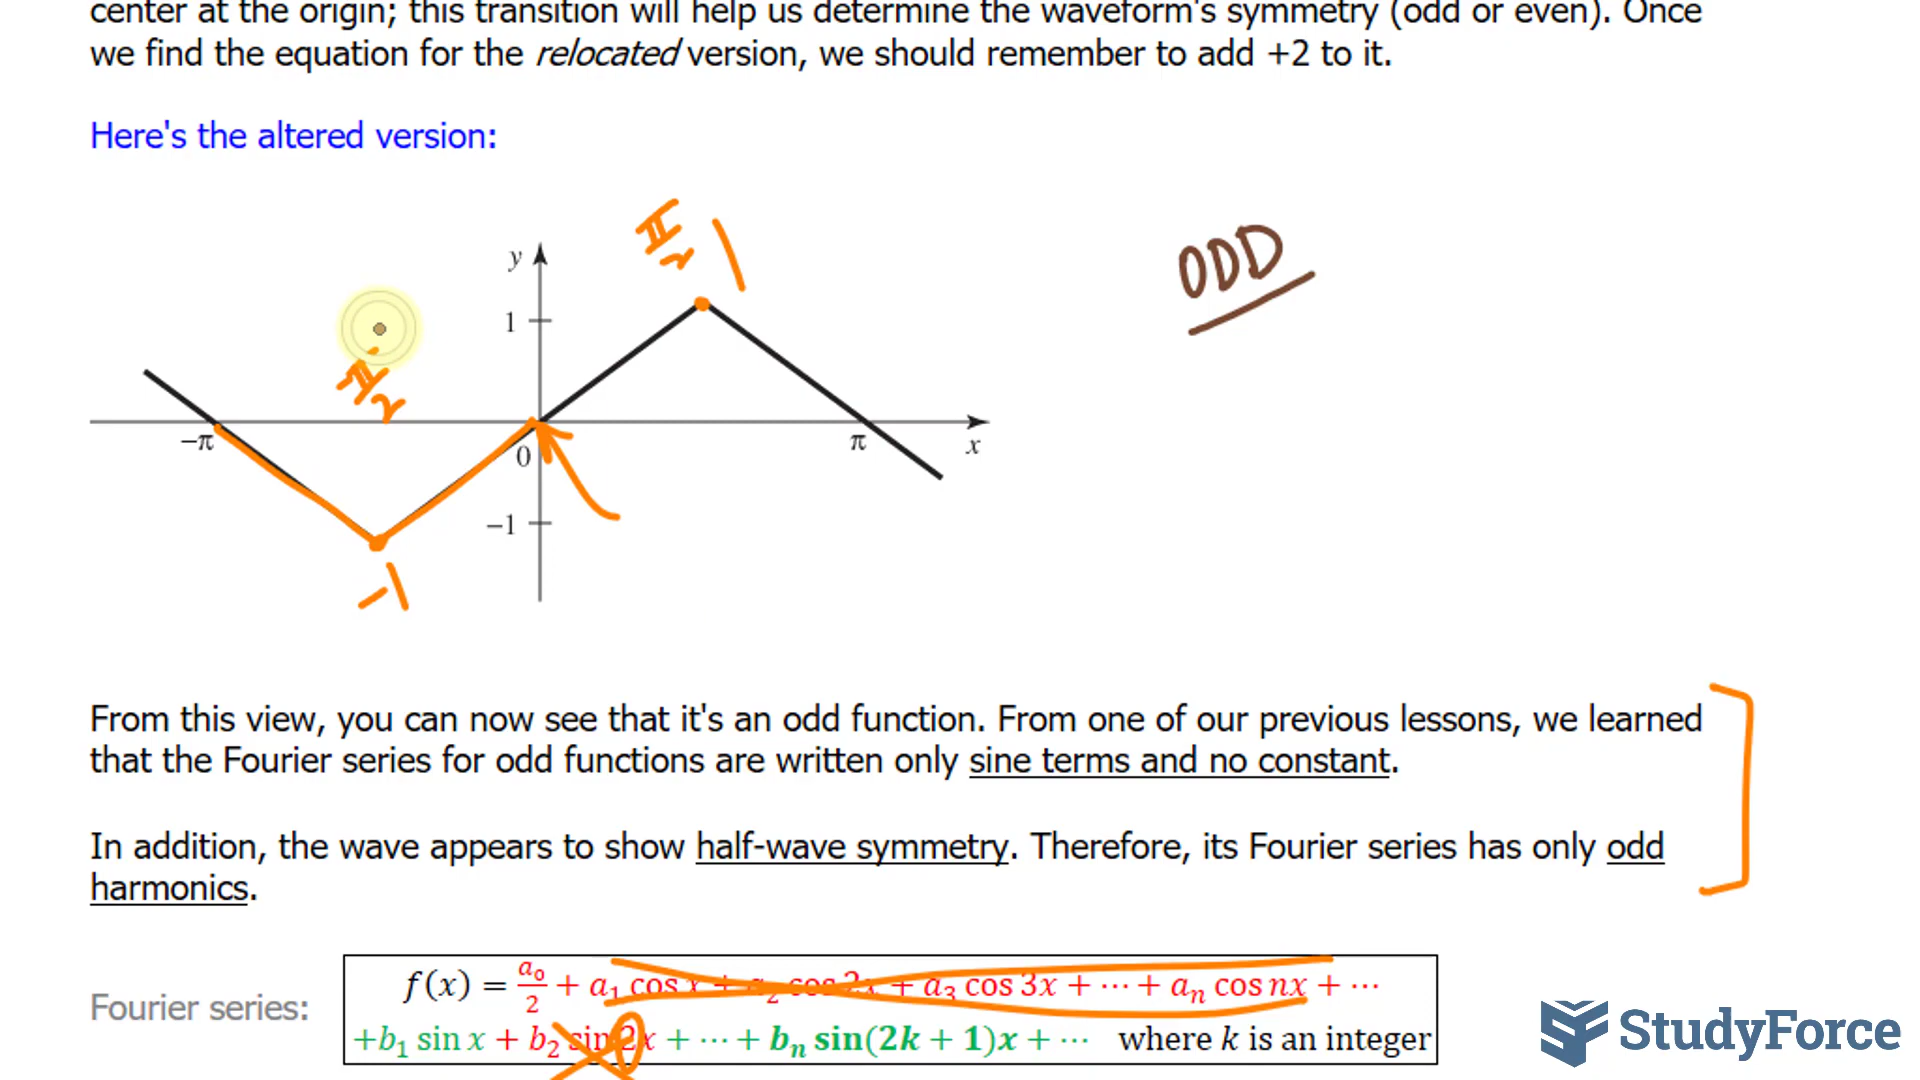 center at the origin; this transition will help us determine the waveform's symmetry (odd or even). Once
we find the equation for the relocated version, we should remember to add +2 to it.
Here's the altered version:
π/2 1
ODD
y
1
-π/2
−π
0
π
x
−1
-1
From this view, you can now see that it's an odd function. From one of our previous lessons, we learned
that the Fourier series for odd functions are written only sine terms and no constant.
In addition, the wave appears to show half-wave symmetry. Therefore, its Fourier series has only odd
harmonics.
Fourier series:
f(x) = a₀/2 + a₁ cos x + a₂ cos 2x + a₃ cos 3x + ⋯ + aₙ cos nx + ⋯
+b₁ sin x + b₂ sin 2x + ⋯ + bₙ sin(2k + 1)x + ⋯ where k is an integer
StudyForce